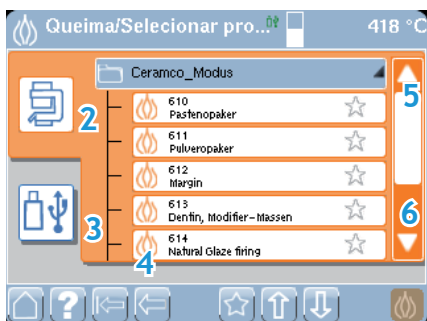 Queima/Selecionar pro... 418 °C
Ceramco_Modus
610
Pastenopaker
611
Pulveropaker
612
Margin
613
Dentin, Modifier-Massen
614
Natural Glaze firing
2
3
4
5
6
?